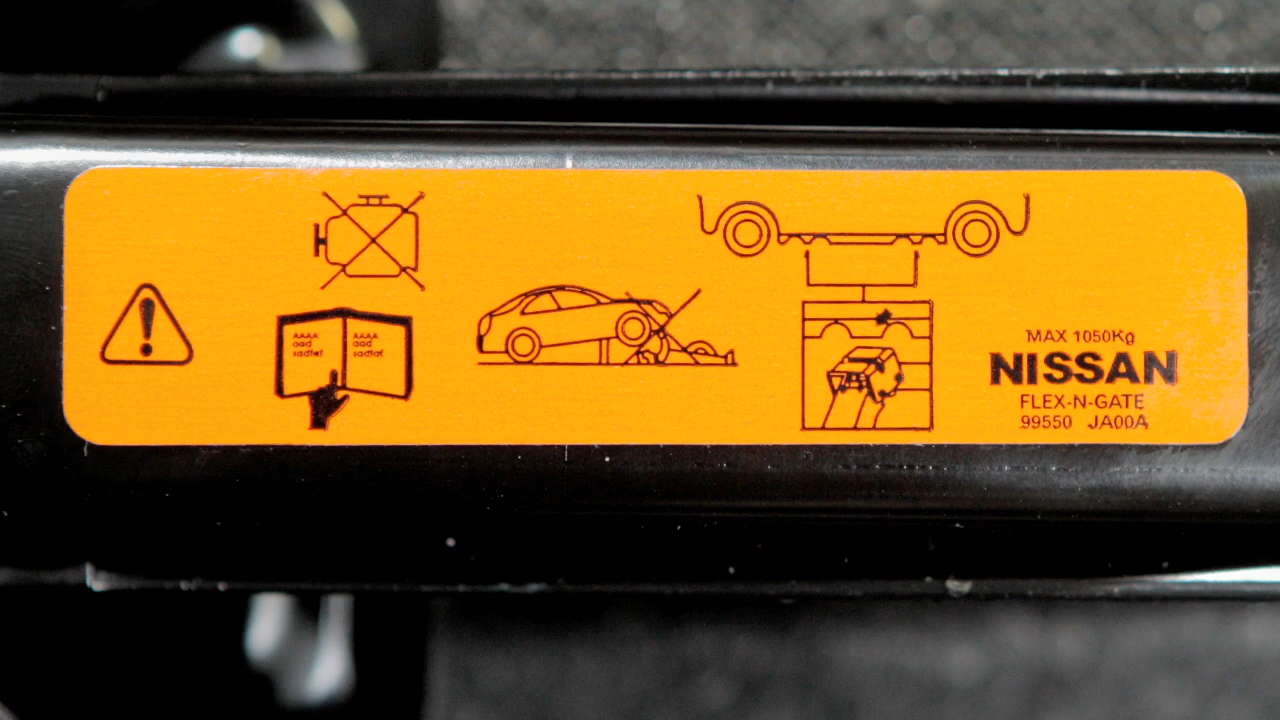 AAAA
aad
sadfaf
AAAA
aad
sadfaf
MAX 1050Kg
NISSAN
FLEX-N-GATE
99550 JA00A